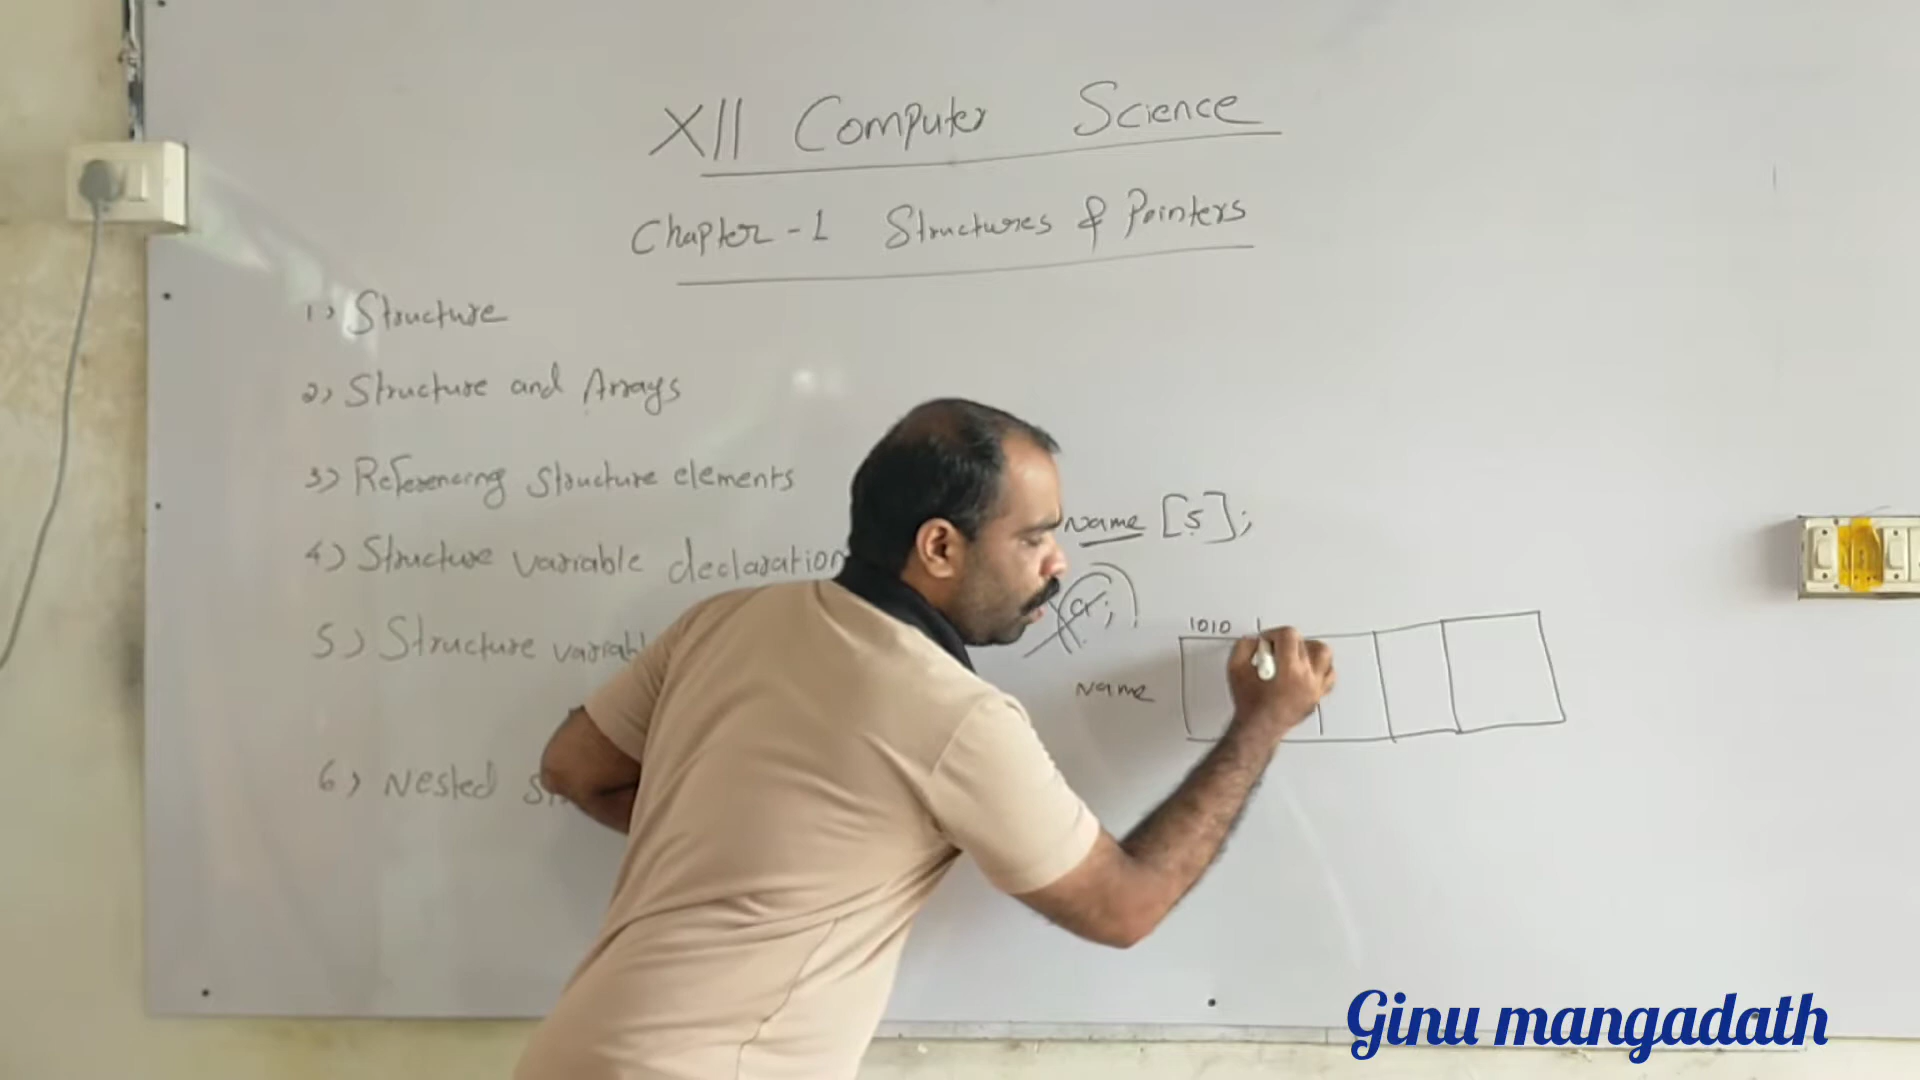 XII Computer Science
Chapter - 1 Structures & Pointers
1) Structure
2) Structure and Arrays
3) Referencing Structure elements
4) Structure variable declaration
5) Structure variabl
6) Nested
name [5];
a;
1010
name
Ginu mangadath